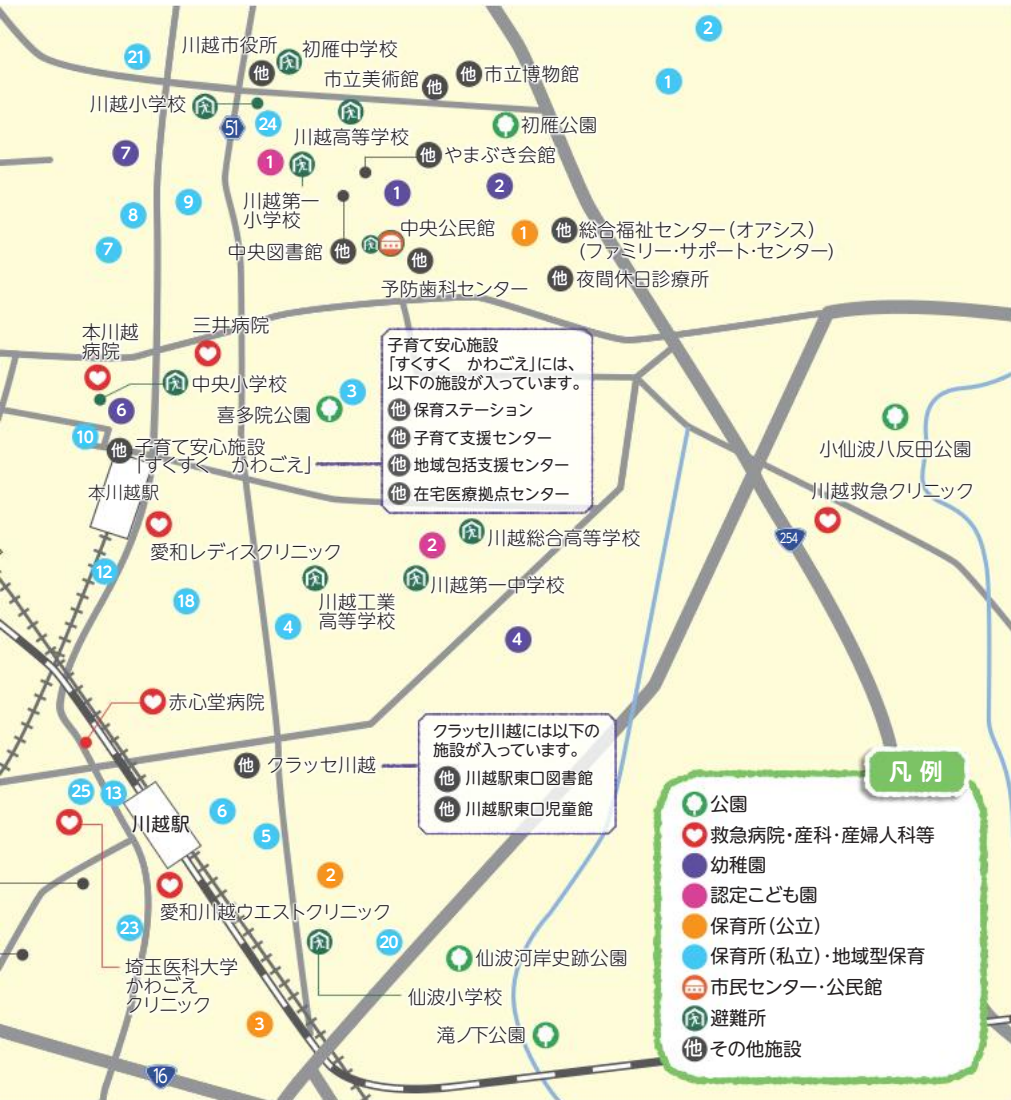 2
21
川越市役所
初雁中学校
市立美術館
市立博物館
1
川越小学校
24
51
川越高等学校
初雁公園
7
1
やまぶき会館
川越第一
小学校
1
2
9
8
7
中央図書館
中央公民館
1
総合福祉センター(オアシス)
(ファミリー・サポート・センター)
予防歯科センター
夜間休日診療所
本川越
病院
三井病院
中央小学校
6
10
喜多院公園
3
子育て安心施設
「すくすく　かわごえ」には、
以下の施設が入っています。
他 保育ステーション
他 子育て支援センター
他 地域包括支援センター
他 在宅医療拠点センター
他 子育て安心施設
「すくすく　かわごえ」
本川越駅
小仙波八反田公園
川越救急クリニック
254
愛和レディスクリニック
2
川越総合高等学校
12
18
川越工業
高等学校
川越第一中学校
4
4
赤心堂病院
他 クラッセ川越
クラッセ川越には以下の
施設が入っています。
他 川越駅東口図書館
他 川越駅東口児童館
25
13
川越駅
6
5
2
愛和川越ウエストクリニック
23
20
埼玉医科大学
かわごえ
クリニック
仙波小学校
仙波河岸史跡公園
3
滝ノ下公園
16
凡例
公園
救急病院・産科・産婦人科等
幼稚園
認定こども園
保育所(公立)
保育所(私立)・地域型保育
市民センター・公民館
避難所
他 その他施設